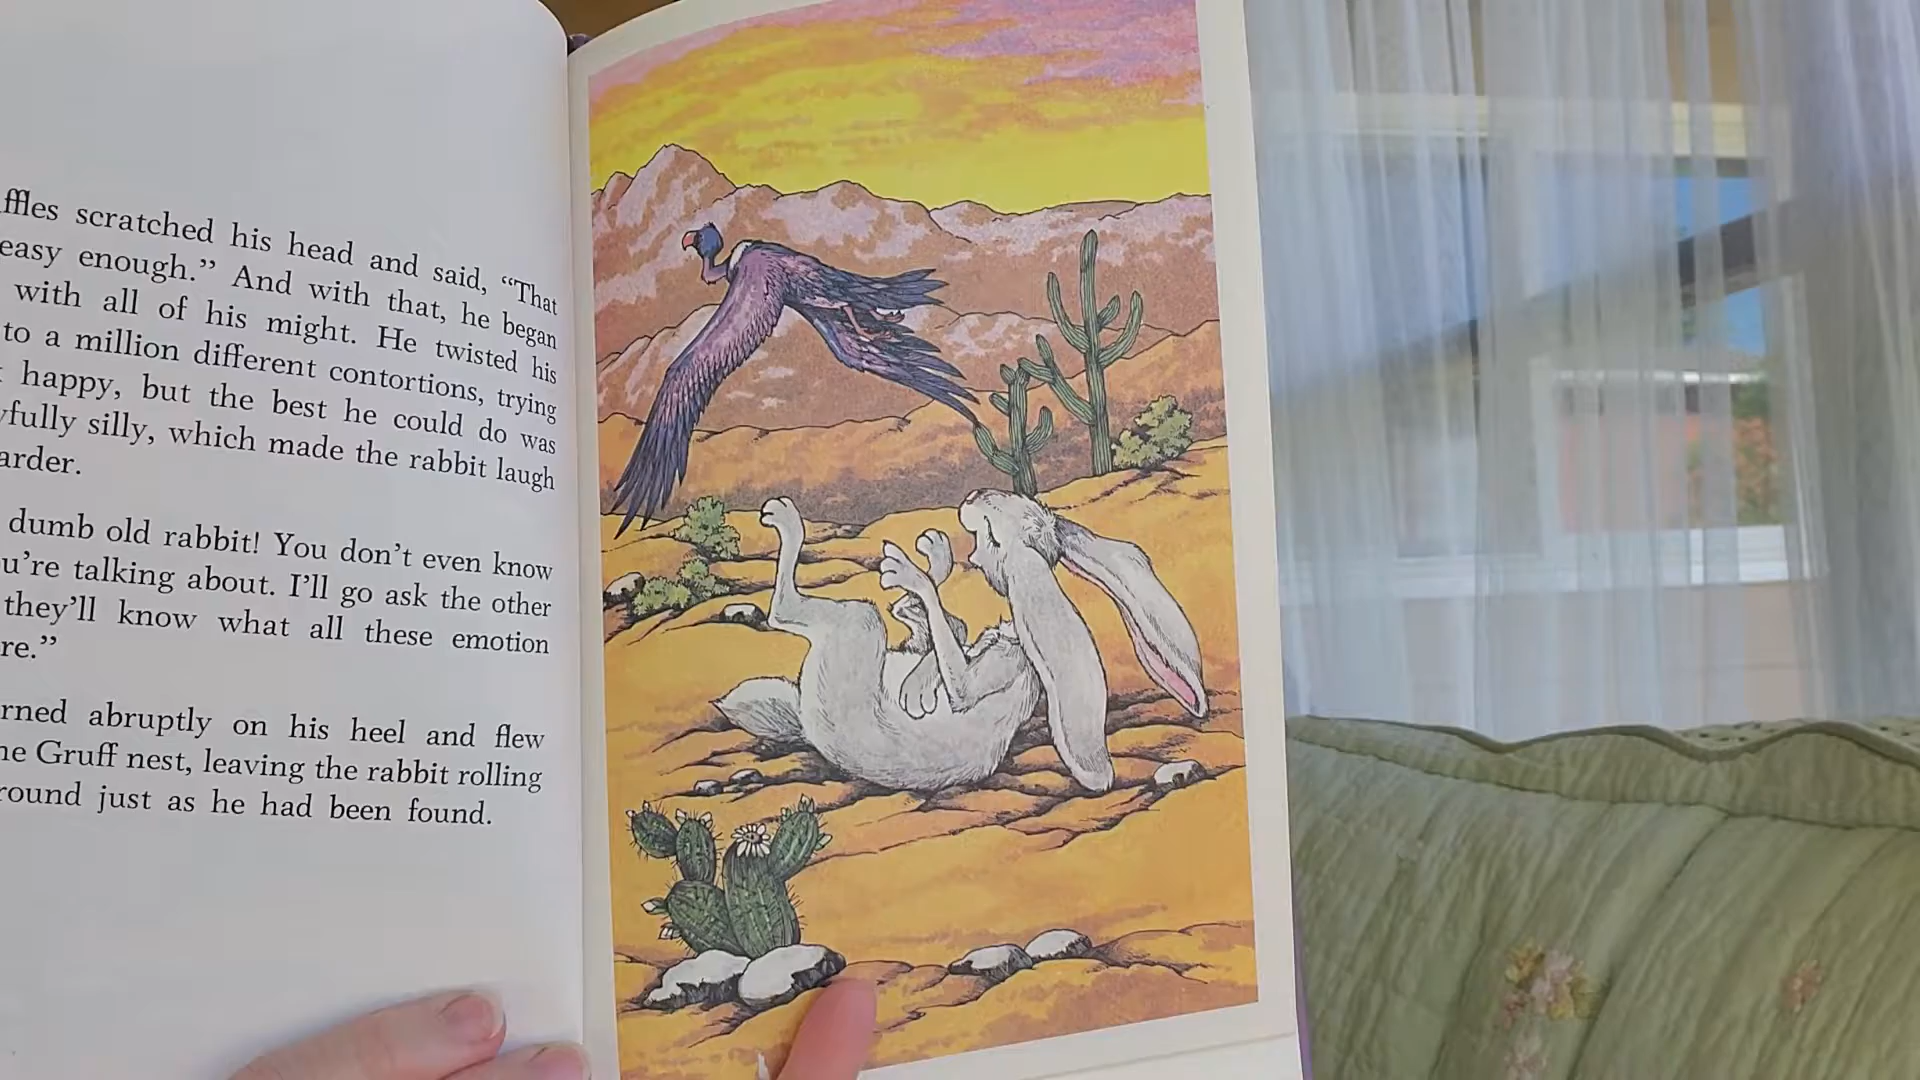 ffles scratched his head and said, “That
easy enough.” And with that, he began
with all of his might. He twisted his
to a million different contortions, trying
happy, but the best he could do was
fully silly, which made the rabbit laugh
arder.
dumb old rabbit! You don’t even know
u’re talking about. I’ll go ask the other
they’ll know what all these emotion
re.”
rned abruptly on his heel and flew
he Gruff nest, leaving the rabbit rolling
round just as he had been found.